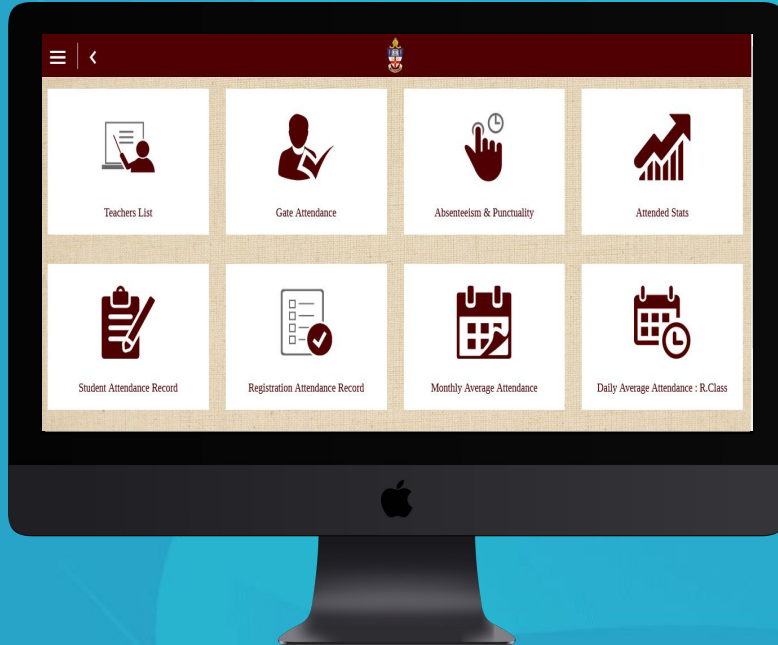 Teachers List
Gate Attendance
Absenteeism & Punctuality
Attended Stats
Student Attendance Record
Registration Attendance Record
Monthly Average Attendance
Daily Average Attendance : R.Class